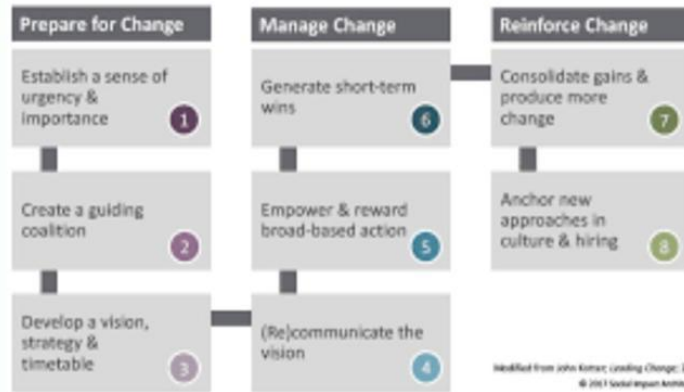 Prepare for Change
Establish a sense of
urgency &
importance
1
Create a guiding
coalition
2
Develop a vision,
strategy &
timetable
3
Manage Change
Generate short-term
wins
6
Empower & reward
broad-based action
5
(Re)communicate the
vision
4
Reinforce Change
Consolidate gains &
produce more
change
7
Anchor new
approaches in
culture & hiring
8
Modified from John Kotter, Leading Change;
© 2017 Social Impact